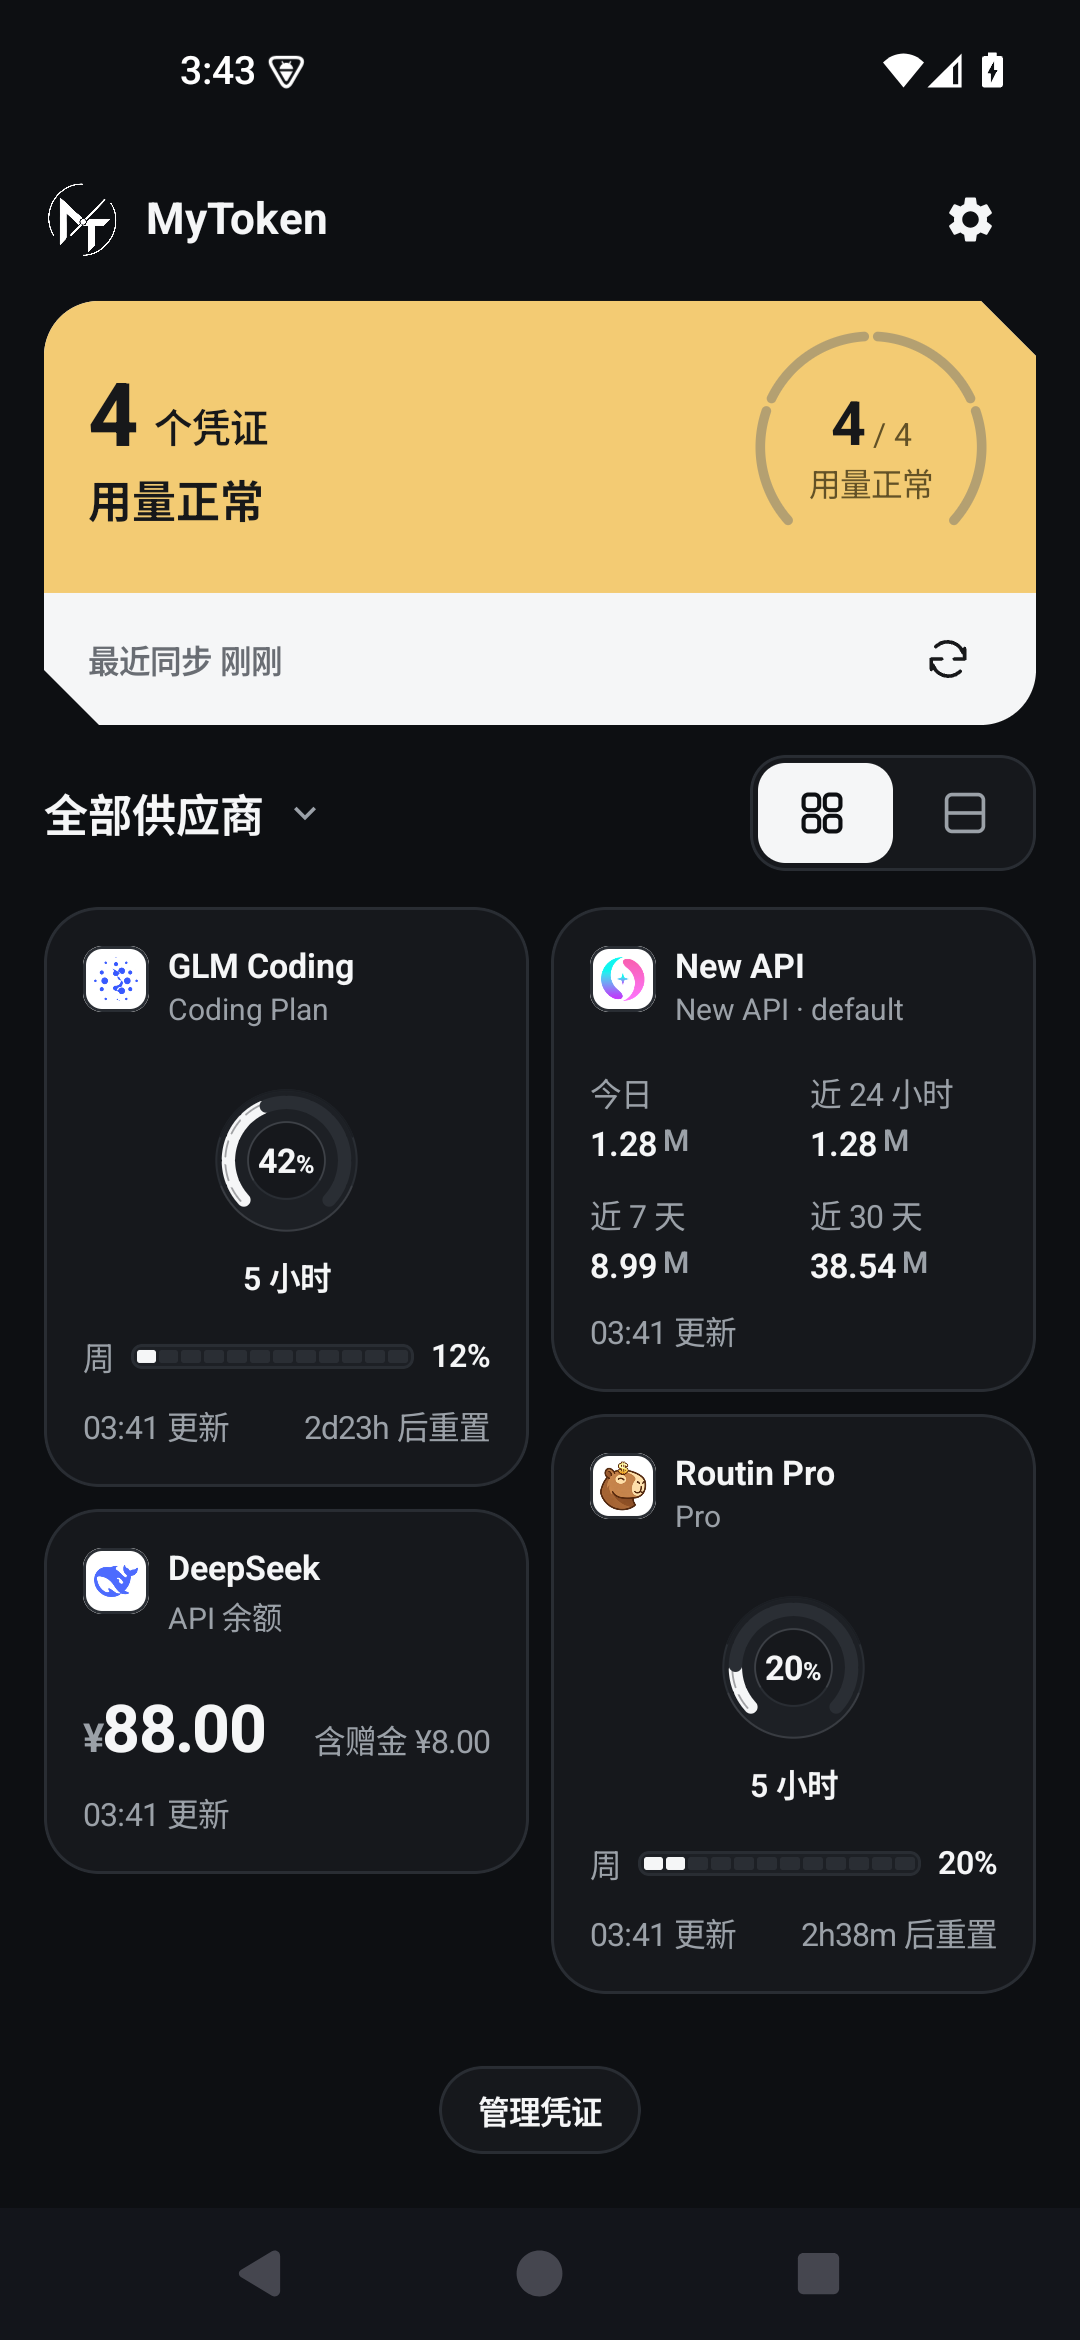 3:43
MyToken
4 个凭证
用量正常
4 / 4
用量正常
最近同步 刚刚
全部供应商
GLM Coding
Coding Plan
42%
5 小时
周 12%
03:41 更新 2d23h 后重置
New API
New API · default
今日 近 24 小时
1.28 M 1.28 M
近 7 天 近 30 天
8.99 M 38.54 M
03:41 更新
DeepSeek
API 余额
¥88.00 含赠金 ¥8.00
03:41 更新
Routin Pro
Pro
20%
5 小时
周 20%
03:41 更新 2h38m 后重置
管理凭证